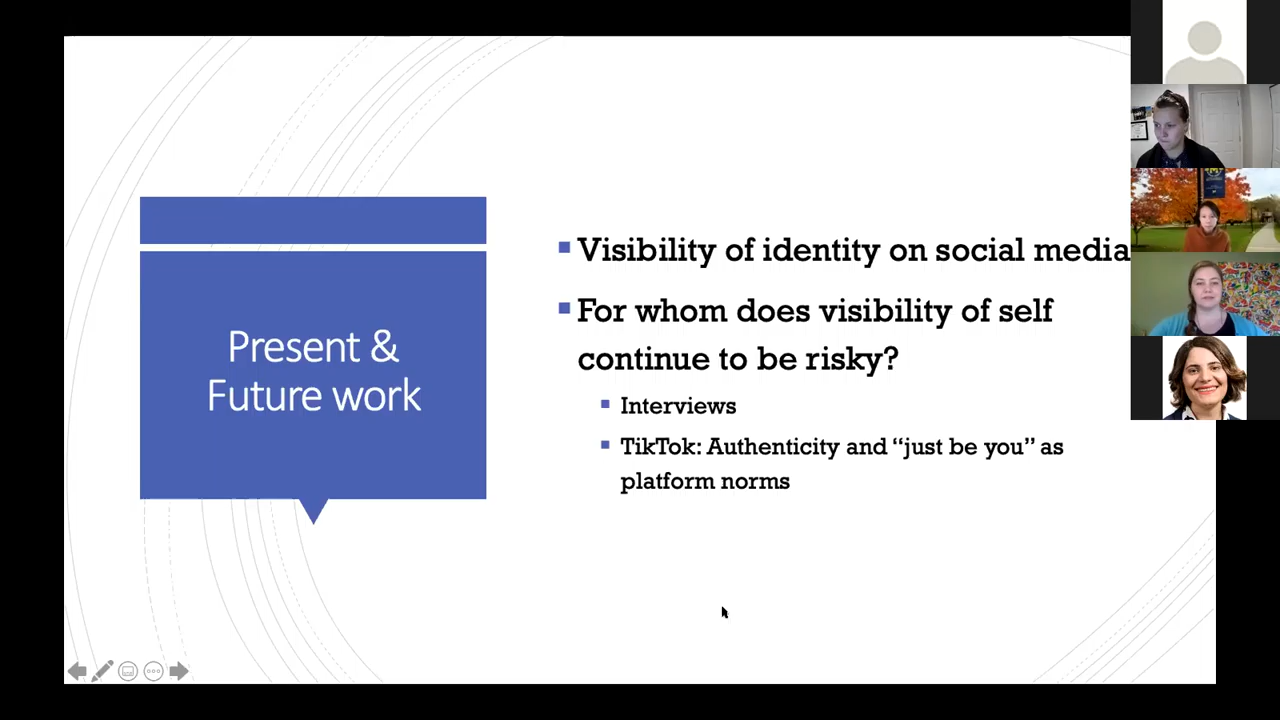 Present &
Future work
Visibility of identity on social media
For whom does visibility of self
continue to be risky?
Interviews
TikTok: Authenticity and “just be you” as
platform norms